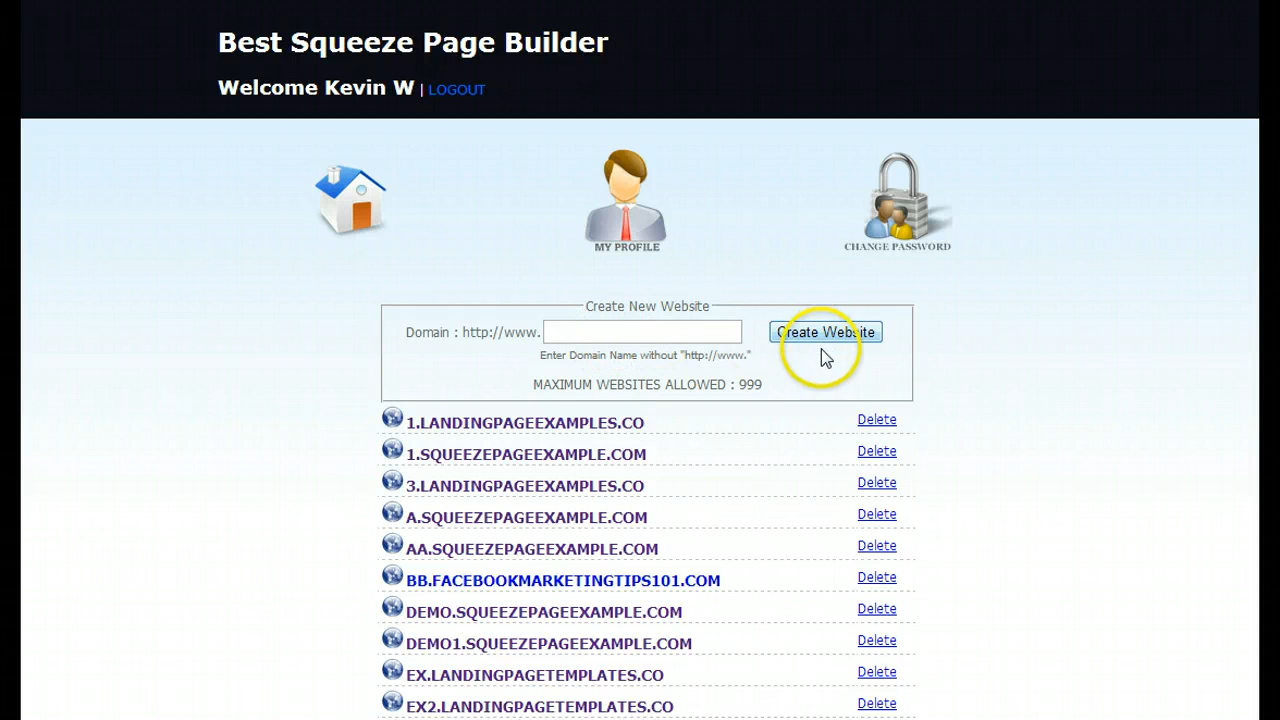 Best Squeeze Page Builder
Welcome Kevin W | LOGOUT
MY PROFILE
CHANGE PASSWORD
Create New Website
Domain : http://www. Create Website
Enter Domain Name without "http://www."
MAXIMUM WEBSITES ALLOWED : 999
1.LANDINGPAGEEXAMPLES.CO Delete
1.SQUEEZEPAGEEXAMPLE.COM Delete
3.LANDINGPAGEEXAMPLES.CO Delete
A.SQUEEZEPAGEEXAMPLE.COM Delete
AA.SQUEEZEPAGEEXAMPLE.COM Delete
BB.FACEBOOKMARKETINGTIPS101.COM Delete
DEMO.SQUEEZEPAGEEXAMPLE.COM Delete
DEMO1.SQUEEZEPAGEEXAMPLE.COM Delete
EX.LANDINGPAGETEMPLATES.CO Delete
EX2.LANDINGPAGETEMPLATES.CO Delete